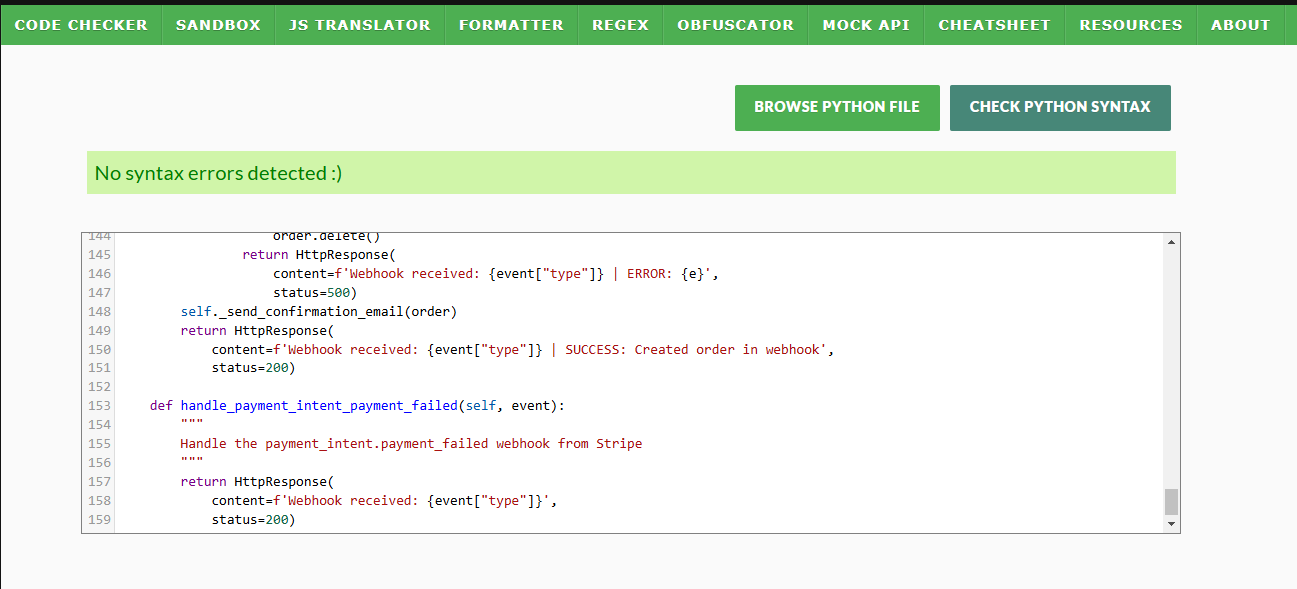 CODE CHECKER SANDBOX JS TRANSLATOR FORMATTER REGEX OBFUSCATOR MOCK API CHEATSHEET RESOURCES ABOUT
BROWSE PYTHON FILE CHECK PYTHON SYNTAX
No syntax errors detected :)
144 order.delete()
145 return HttpResponse(
146 content=f'Webhook received: {event["type"]} | ERROR: {e}',
147 status=500)
148 self._send_confirmation_email(order)
149 return HttpResponse(
150 content=f'Webhook received: {event["type"]} | SUCCESS: Created order in webhook',
151 status=200)
152
153 def handle_payment_intent_payment_failed(self, event):
154 """
155 Handle the payment_intent.payment_failed webhook from Stripe
156 """
157 return HttpResponse(
158 content=f'Webhook received: {event["type"]}',
159 status=200)